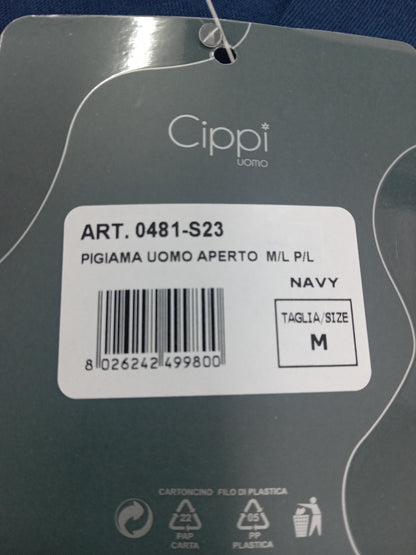 Cippi
UOMO
ART. 0481-S23
PIGIAMA UOMO APERTO M/L P/L
NAVY
TAGLIA/SIZE
M
8 026242 499800
CARTONCINO FILO DI PLASTICA
22 05
PAP PP
CARTA PLASTICA